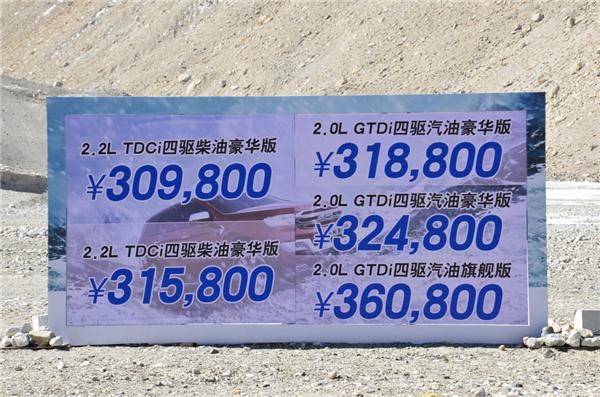 2.2L TDCi四驱柴油豪华版
¥309,800
2.2L TDCi四驱柴油豪华版
¥315,800
2.0L GTDi四驱汽油豪华版
¥318,800
2.0L GTDi四驱汽油豪华版
¥324,800
2.0L GTDi四驱汽油旗舰版
¥360,800